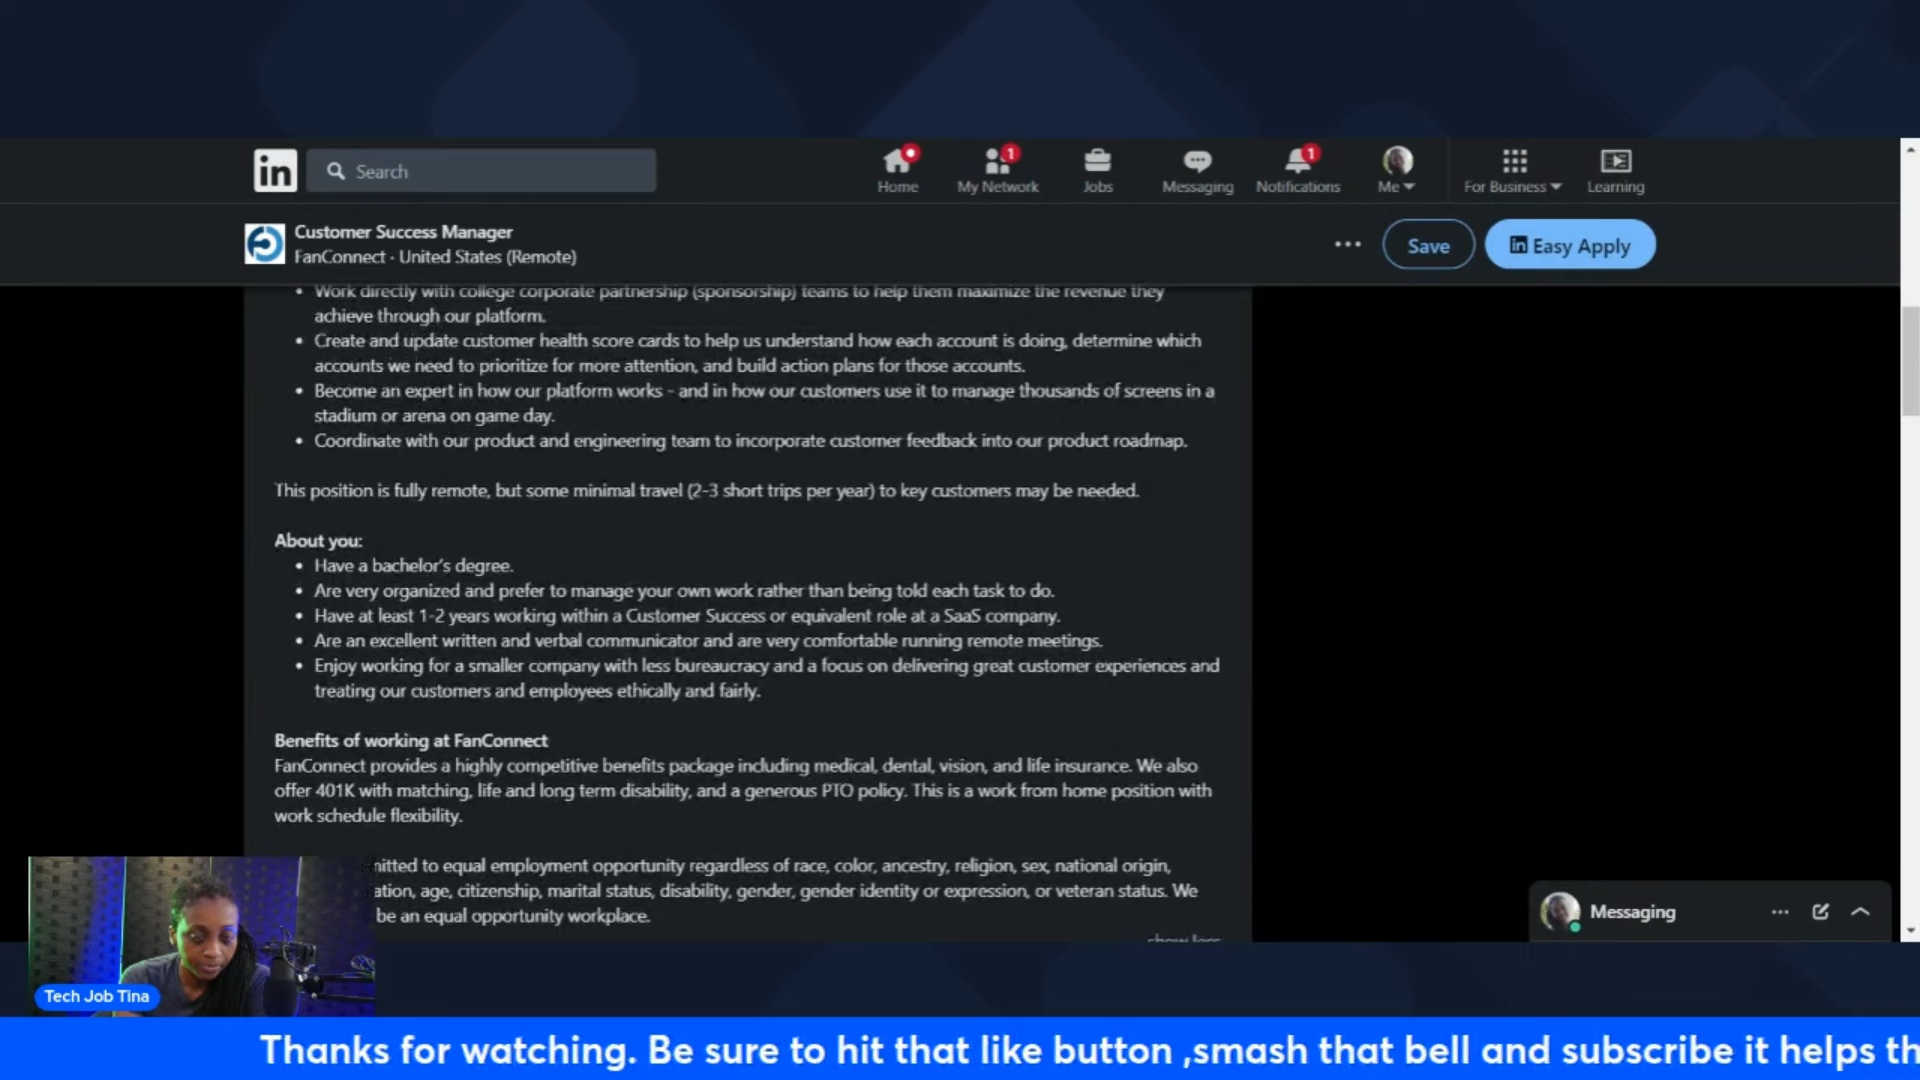 in
Search
Home
1
My Network
Jobs
Messaging
1
Notifications
Me
For Business
Learning
Customer Success Manager
FanConnect · United States (Remote)
Save
in Easy Apply
• Work directly with college corporate partnership (sponsorship) teams to help them maximize the revenue they
achieve through our platform.
• Create and update customer health score cards to help us understand how each account is doing, determine which
accounts we need to prioritize for more attention, and build action plans for those accounts.
• Become an expert in how our platform works - and in how our customers use it to manage thousands of screens in a
stadium or arena on game day.
• Coordinate with our product and engineering team to incorporate customer feedback into our product roadmap.
This position is fully remote, but some minimal travel (2-3 short trips per year) to key customers may be needed.
About you:
• Have a bachelor's degree.
• Are very organized and prefer to manage your own work rather than being told each task to do.
• Have at least 1-2 years working within a Customer Success or equivalent role at a SaaS company.
• Are an excellent written and verbal communicator and are very comfortable running remote meetings.
• Enjoy working for a smaller company with less bureaucracy and a focus on delivering great customer experiences and
treating our customers and employees ethically and fairly.
Benefits of working at FanConnect
FanConnect provides a highly competitive benefits package including medical, dental, vision, and life insurance. We also
offer 401K with matching, life and long term disability, and a generous PTO policy. This is a work from home position with
work schedule flexibility.
nitted to equal employment opportunity regardless of race, color, ancestry, religion, sex, national origin,
ation, age, citizenship, marital status, disability, gender, gender identity or expression, or veteran status. We
be an equal opportunity workplace.
show less
Messaging
Tech Job Tina
Thanks for watching. Be sure to hit that like button ,smash that bell and subscribe it helps th